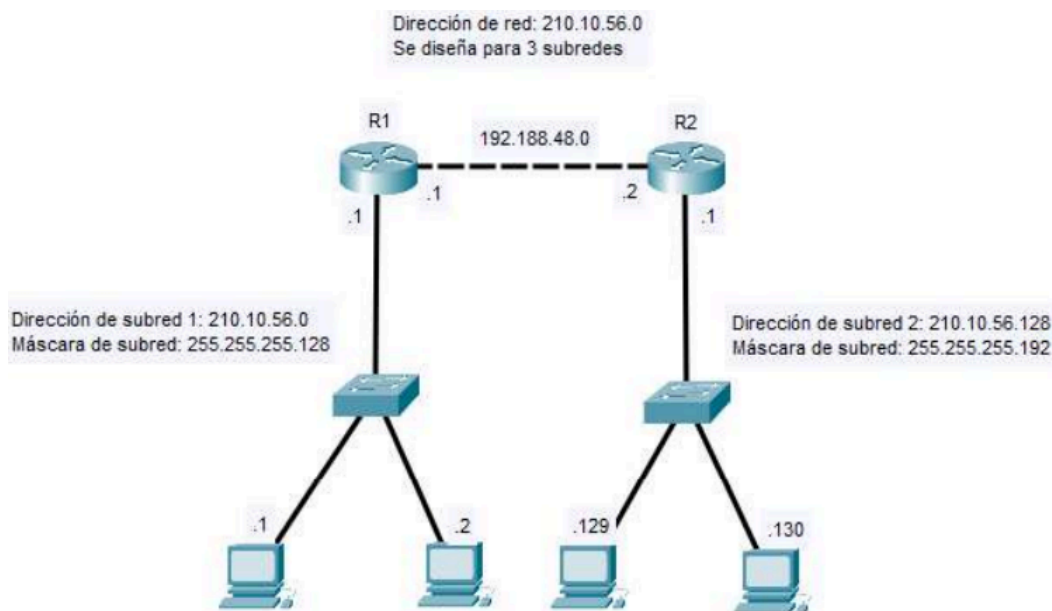 Dirección de red: 210.10.56.0
Se diseña para 3 subredes
R1
R2
192.188.48.0
.1
.2
.1
.1
Dirección de subred 1: 210.10.56.0
Máscara de subred: 255.255.255.128
Dirección de subred 2: 210.10.56.128
Máscara de subred: 255.255.255.192
.1
.2
.129
.130